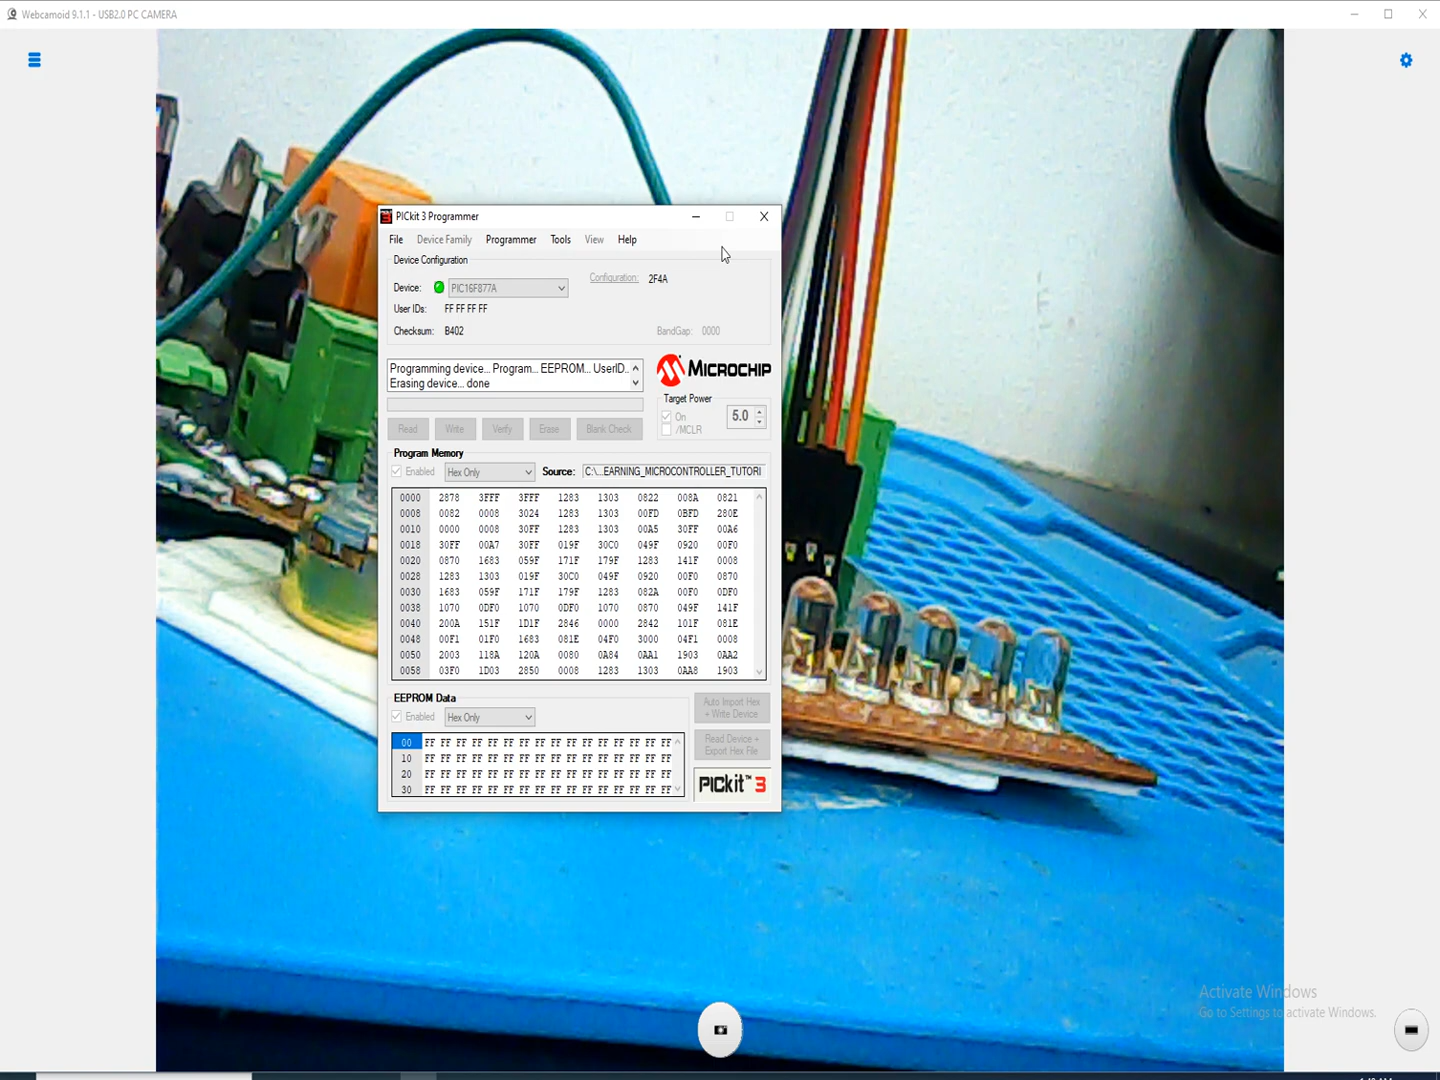 Webcamoid 9.1.1 - USB2.0 PC CAMERA
PICkit 3 Programmer
File Device Family Programmer Tools View Help
Device Configuration
Device: PIC16F877A Configuration: 2F4A
User IDs: FF FF FF FF
Checksum: B402 BandGap: 0000
Programming device... Program... EEPROM... UserID..
Erasing device... done
MICROCHIP
Target Power
On
/MCLR
5.0
Read Write Verify Erase Blank Check
Program Memory
Enabled Hex Only Source: C:\...EARNING_MICROCONTROLLER_TUTORI
0000 2878 3FFF 3FFF 1283 1303 0822 008A 0821
0008 0082 0008 3024 1283 1303 00FD 0BFD 280E
0010 0000 0008 30FF 1283 1303 00A5 30FF 00A6
0018 30FF 00A7 30FF 019F 30C0 049F 0920 00F0
0020 0870 1683 059F 171F 179F 1283 141F 0008
0028 1283 1303 019F 30C0 049F 0920 00F0 0870
0030 1683 059F 171F 179F 1283 082A 00F0 0DF0
0038 1070 0DF0 1070 0DF0 1070 0870 049F 141F
0040 200A 151F 1D1F 2846 0000 2842 101F 081E
0048 00F1 01F0 1683 081E 04F0 3000 04F1 0008
0050 2003 118A 120A 0080 0A84 0AA1 1903 0AA2
0058 03F0 1D03 2850 0008 1283 1303 0AA8 1903
EEPROM Data
Enabled Hex Only
Auto Import Hex
+ Write Device
Read Device +
Export Hex File
00 FF FF FF FF FF FF FF FF FF FF FF FF FF FF FF FF
10 FF FF FF FF FF FF FF FF FF FF FF FF FF FF FF FF
20 FF FF FF FF FF FF FF FF FF FF FF FF FF FF FF FF
30 FF FF FF FF FF FF FF FF FF FF FF FF FF FF FF FF
PICkit™ 3
Activate Windows
Go to Settings to activate Windows.